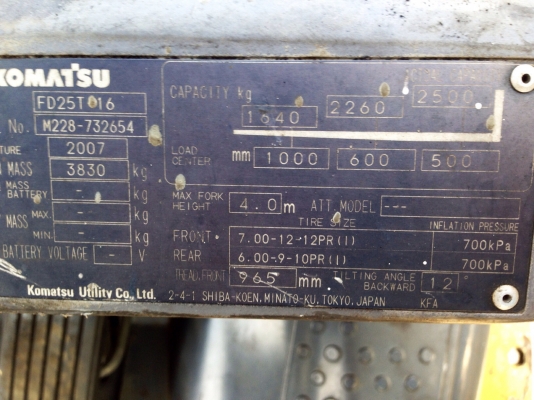 KOMATSU
FD25T 16
No. M228-732654
TURE 2007
MASS 3830 kg
MASS BATTERY - kg
MASS MAX. - kg
MIN. - kg
BATTERY VOLTAGE - V
Komatsu Utility Co., Ltd.
CAPACITY kg
1640 2260 2500
LOAD CENTER mm 1000 600 500
MAX FORK HEIGHT 4.0 m ATT.MODEL ---
TIRE SIZE INFLATION PRESSURE
FRONT 7.00-12-12PR(I) 700kPa
REAR 6.00-9-10PR(I) 700kPa
TREAD, FRONT 965 mm TILTING ANGLE BACKWARD 12
2-4-1 SHIBA-KOEN, MINATO-KU, TOKYO, JAPAN KFA